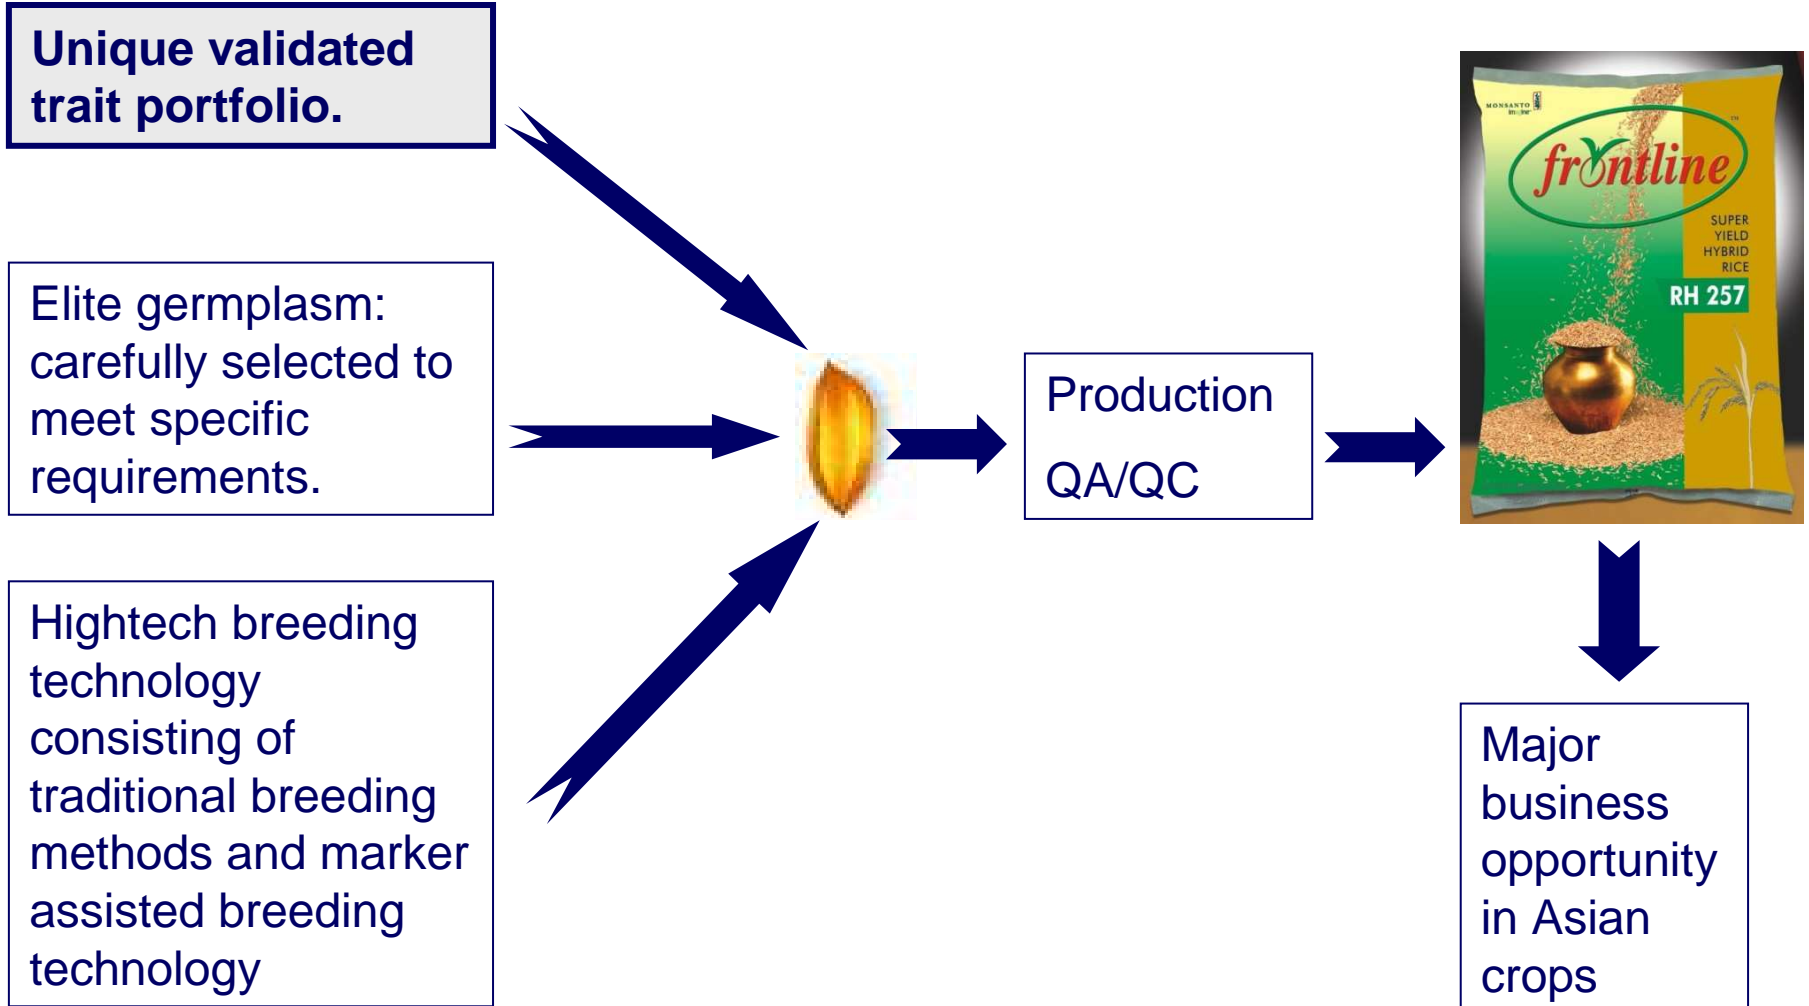 Unique validated
trait portfolio.
Elite germplasm:
carefully selected to
meet specific
requirements.
Hightech breeding
technology
consisting of
traditional breeding
methods and marker
assisted breeding
technology
Production
QA/QC
MONSANTO
frontline
TM
SUPER
YIELD
HYBRID
RICE
RH 257
Major
business
opportunity
in Asian
crops